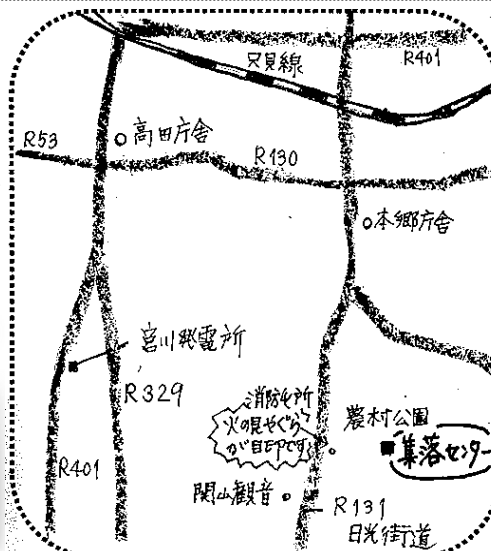 只見線
R401
R53
高田庁舎
R130
本郷庁舎
宮川発電所
R329
消防屯所
火の見やぐら
が目印です
農村公園
集落センター
R401
関山観音
R131
日光街道